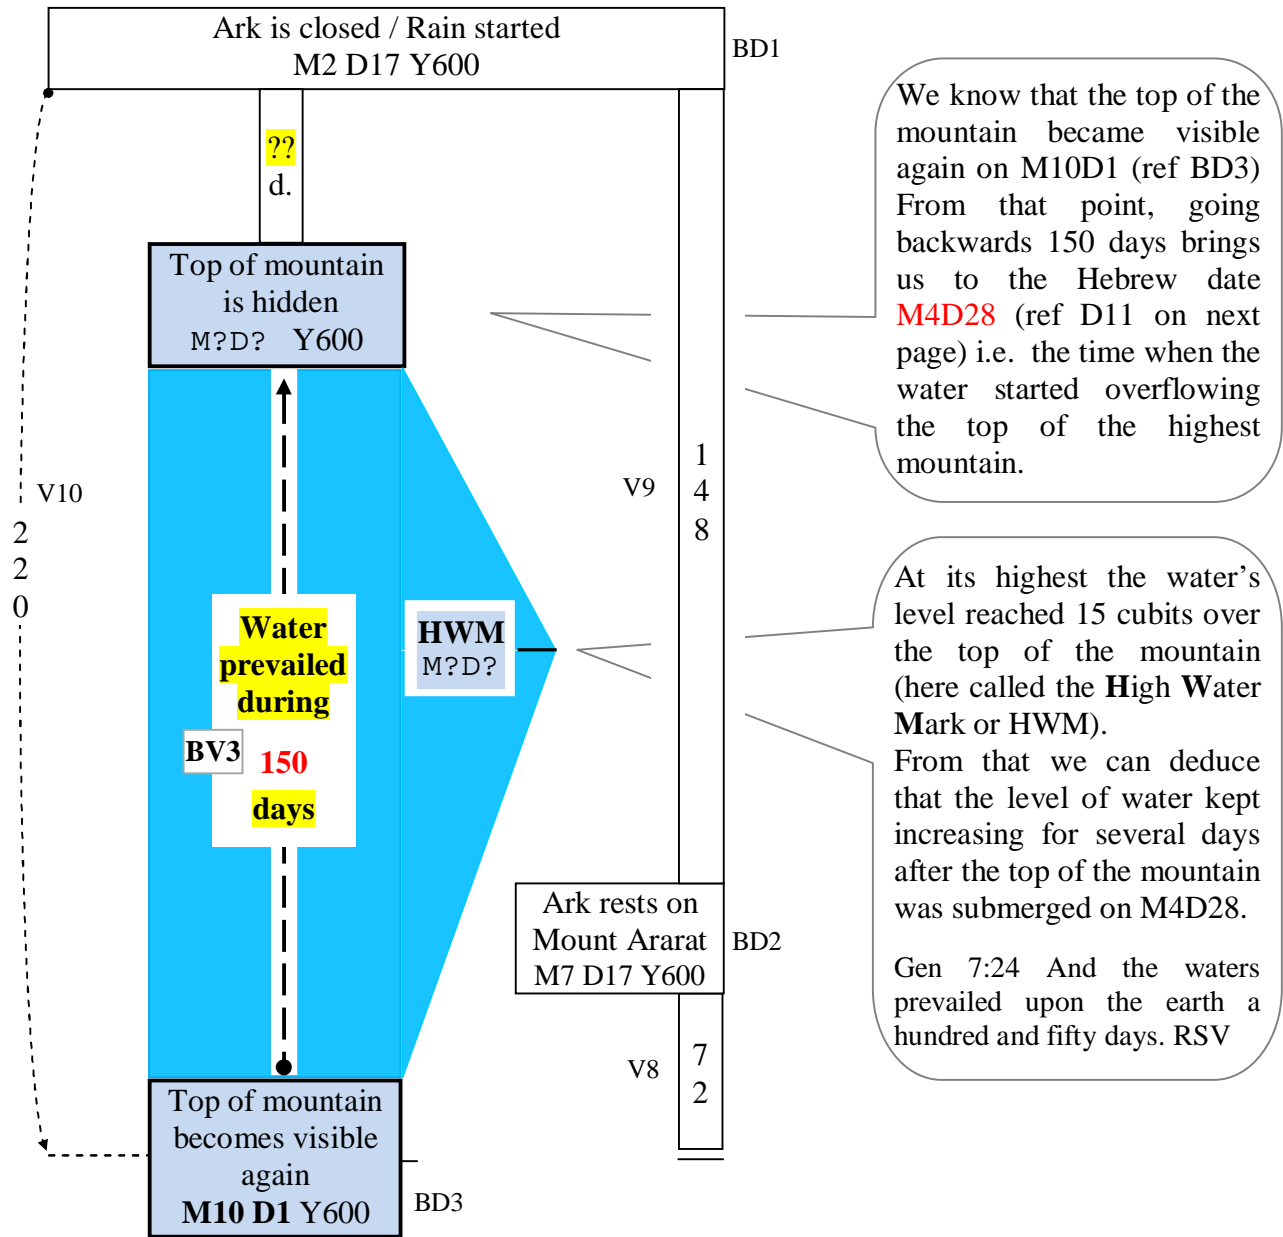 Ark is closed / Rain started
M2 D17 Y600
BD1
??
d.
Top of mountain
is hidden
M?D? Y600
V10
2
2
0
Water
prevailed
during
BV3
150
days
HWM
M?D?
V9
1
4
8
Ark rests on
Mount Ararat
M7 D17 Y600
BD2
V8
7
2
Top of mountain
becomes visible
again
M10 D1 Y600
BD3
We know that the top of the
mountain became visible
again on M10D1 (ref BD3)
From that point, going
backwards 150 days brings
us to the Hebrew date
M4D28 (ref D11 on next
page) i.e. the time when the
water started overflowing
the top of the highest
mountain.
At its highest the water’s
level reached 15 cubits over
the top of the mountain
(here called the High Water
Mark or HWM).
From that we can deduce
that the level of water kept
increasing for several days
after the top of the mountain
was submerged on M4D28.
Gen 7:24 And the waters
prevailed upon the earth a
hundred and fifty days. RSV